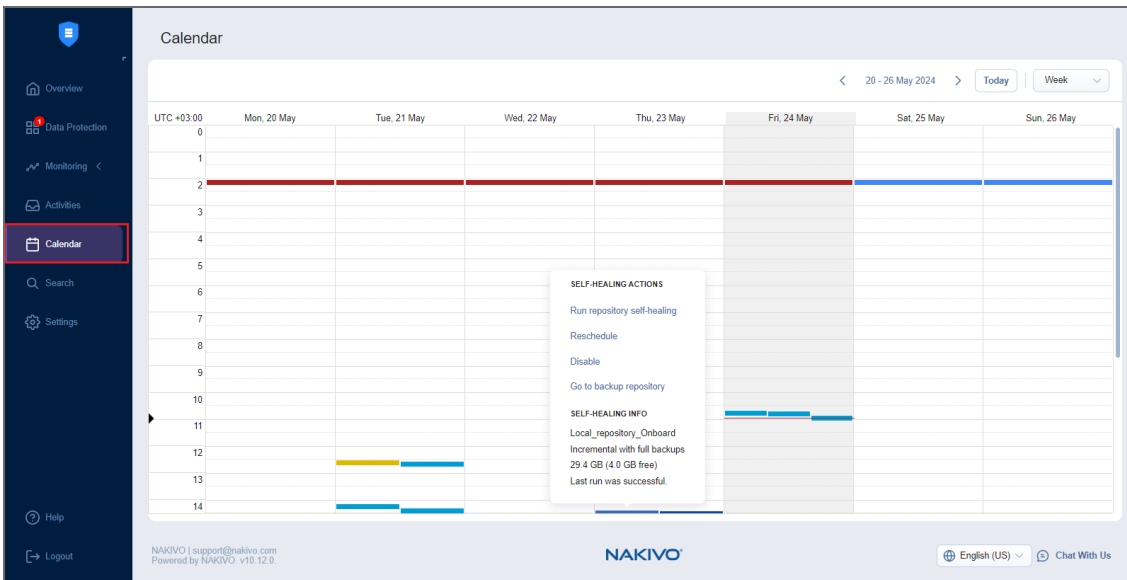 Calendar
Overview
1
Data Protection
Monitoring
Activities
Calendar
Search
Settings
Help
Logout
20 - 26 May 2024
Today
Week
UTC +03:00 Mon, 20 May Tue, 21 May Wed, 22 May Thu, 23 May Fri, 24 May Sat, 25 May Sun, 26 May
0
1
2
3
4
5
6
7
8
9
10
11
12
13
14
SELF-HEALING ACTIONS
Run repository self-healing
Reschedule
Disable
Go to backup repository
SELF-HEALING INFO
Local_repository_Onboard
Incremental with full backups
29.4 GB (4.0 GB free)
Last run was successful.
NAKIVO | support@nakivo.com
Powered by NAKIVO. v10.12.0.
NAKIVO
English (US)
Chat With Us